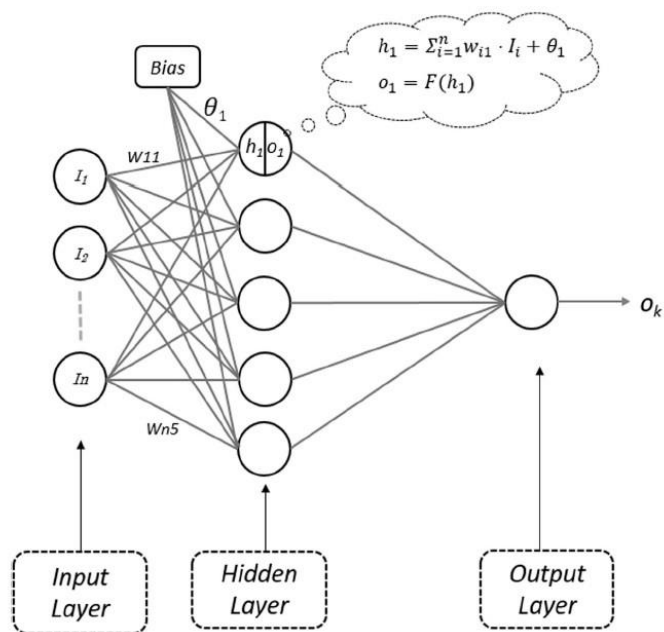 h₁ = Σⁿᵢ₌₁ wᵢ₁ · Iᵢ + θ₁
o₁ = F(h₁)
Bias
θ₁
W11
h₁ o₁
I₁
I₂
In
Wn5
oₖ
Input
Layer
Hidden
Layer
Output
Layer